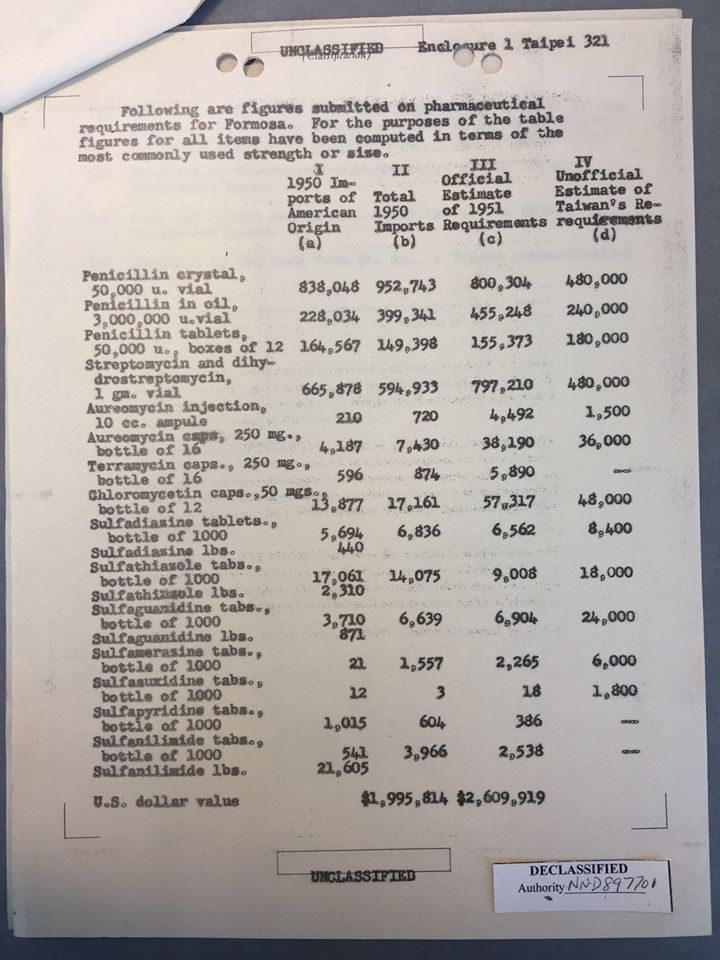 UNCLASSIFIED Enclosure 1 Taipei 321
(Classification)
Following are figures submitted on pharmaceutical
requirements for Formosa. For the purposes of the table
figures for all items have been computed in terms of the
most commonly used strength or size.
I II III IV
1950 Im- Official Unofficial
ports of Total Estimate Estimate of
American 1950 of 1951 Taiwan's Re-
Origin Imports Requirements requirements
(a) (b) (c) (d)
Penicillin crystal,
50,000 u. vial 838,048 952,743 800,304 480,000
Penicillin in oil,
3,000,000 u.vial 228,034 399,341 455,248 240,000
Penicillin tablets,
50,000 u., boxes of 12 164,567 149,398 155,373 180,000
Streptomycin and dihy-
drostreptomycin,
1 gm. vial 665,878 594,933 797,210 480,000
Aureomycin injection,
10 cc. ampule 210 720 4,492 1,500
Aureomycin caps, 250 mg.,
bottle of 16 4,187 7,430 38,190 36,000
Terramycin caps., 250 mg.,
bottle of 16 596 874 5,890 --
Chloromycetin caps.,50 mgs.,
bottle of 12 13,877 17,161 57,317 48,000
Sulfadiazine tablets.,
bottle of 1000 5,694 6,836 6,562 8,400
Sulfadiasine lbs. 440
Sulfathiazole tabs.,
bottle of 1000 17,061 14,075 9,008 18,000
Sulfathiazole lbs. 2,310
Sulfaguanidine tabs.,
bottle of 1000 3,710 6,639 6,904 24,000
Sulfaguanidine lbs. 871
Sulfamerazine tabs.,
bottle of 1000 21 1,557 2,265 6,000
Sulfasuxidine tabs.,
bottle of 1000 12 3 18 1,800
Sulfapyridine tabs.,
bottle of 1000 1,015 604 386 --
Sulfanilimide tabs.,
bottle of 1000 541 3,966 2,538 --
Sulfanilimide lbs. 21,605
U.S. dollar value $1,995,814 $2,609,919
UNCLASSIFIED
DECLASSIFIED
Authority NND897701